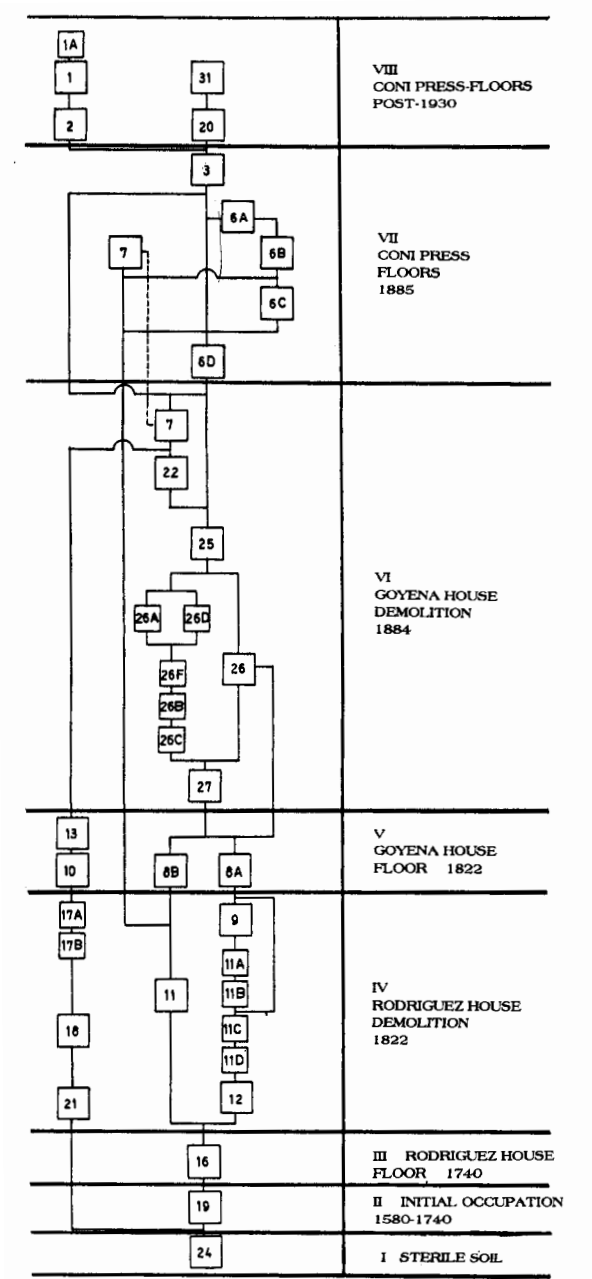 1A
1
31
2
20
VIII
CONI PRESS-FLOORS
POST-1930
3
6A
7
6B
6C
6D
VII
CONI PRESS
FLOORS
1885
7
22
25
26A
26D
26F
26
26B
26C
27
VI
GOYENA HOUSE
DEMOLITION
1884
13
10
8B
8A
V
GOYENA HOUSE
FLOOR 1822
17A
9
17B
11A
11
11B
18
11C
11D
21
12
IV
RODRIGUEZ HOUSE
DEMOLITION
1822
16
III RODRIGUEZ HOUSE
FLOOR 1740
19
II INITIAL OCCUPATION
1580-1740
24
I STERILE SOIL